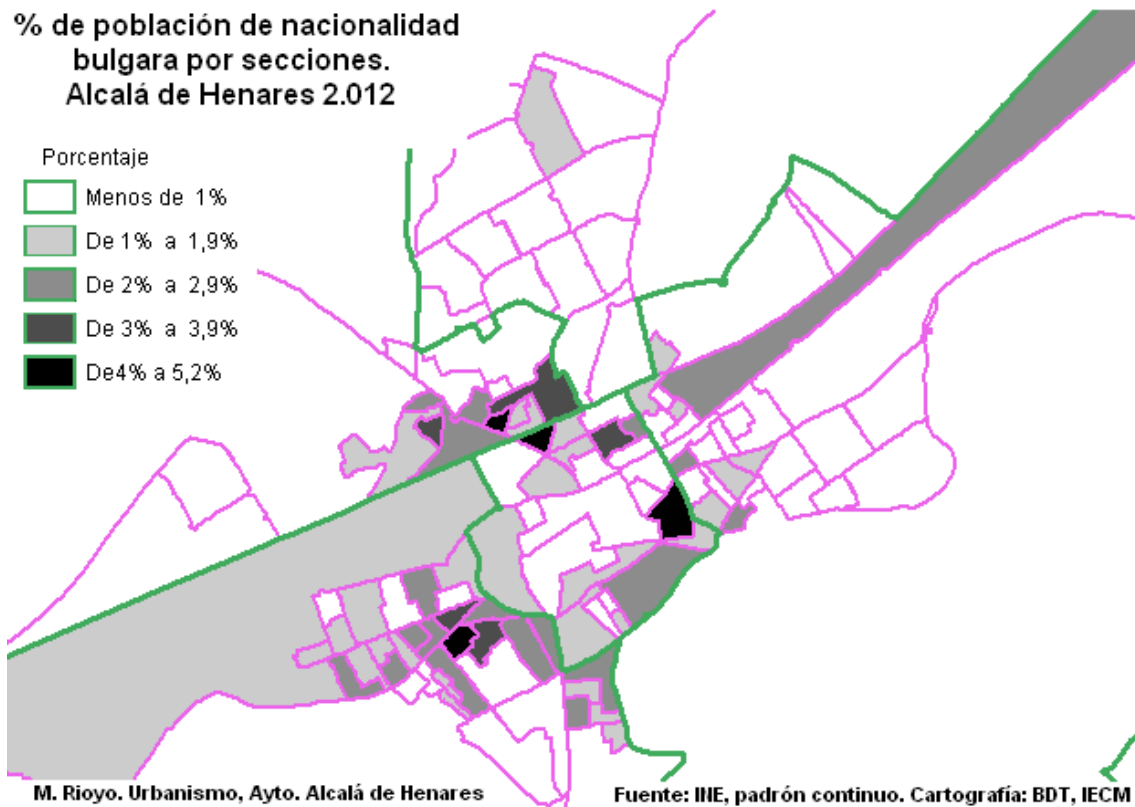 % de población de nacionalidad
bulgara por secciones.
Alcalá de Henares 2.012
Porcentaje
Menos de 1%
De 1% a 1,9%
De 2% a 2,9%
De 3% a 3,9%
De4% a 5,2%
M. Rioyo. Urbanismo, Ayto. Alcalá de Henares
Fuente: INE, padrón continuo. Cartografía: BDT, IECM